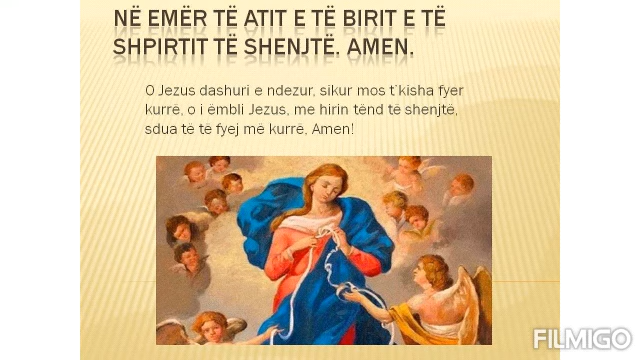 NË EMËR TË ATIT E TË BIRIT E TË
SHPIRTIT TË SHENJTË. AMEN.
O Jezus dashuri e ndezur, sikur mos t`kisha fyer
kurrë, o i ëmbli Jezus, me hirin tënd të shenjtë,
sdua të të fyej më kurrë, Amen!
FILMIGO